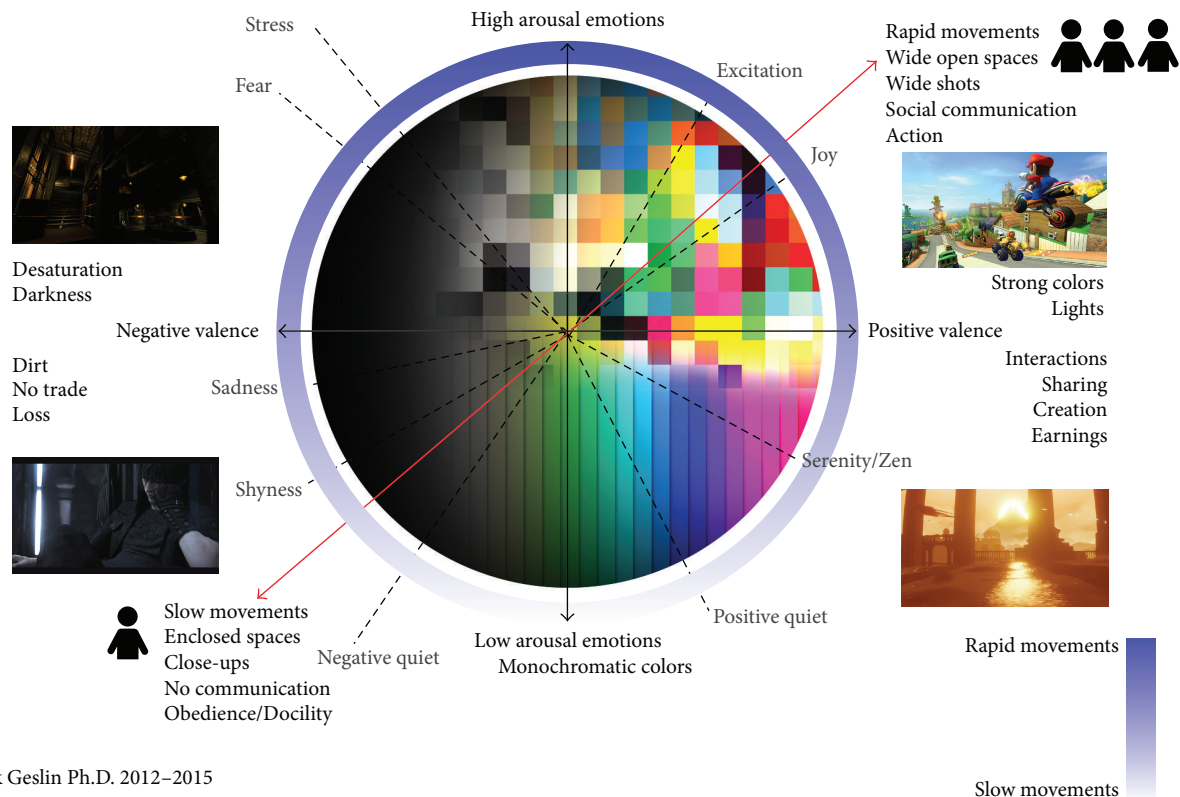 High arousal emotions
Stress
Fear
Excitation
Joy
Rapid movements
Wide open spaces
Wide shots
Social communication
Action
Desaturation
Darkness
Strong colors
Lights
Negative valence
Positive valence
Dirt
No trade
Loss
Interactions
Sharing
Creation
Earnings
Sadness
Shyness
Serenity/Zen
Slow movements
Enclosed spaces
Close-ups
No communication
Obedience/Docility
Negative quiet
Low arousal emotions
Monochromatic colors
Positive quiet
Rapid movements
Slow movements
Geslin Ph.D. 2012–2015